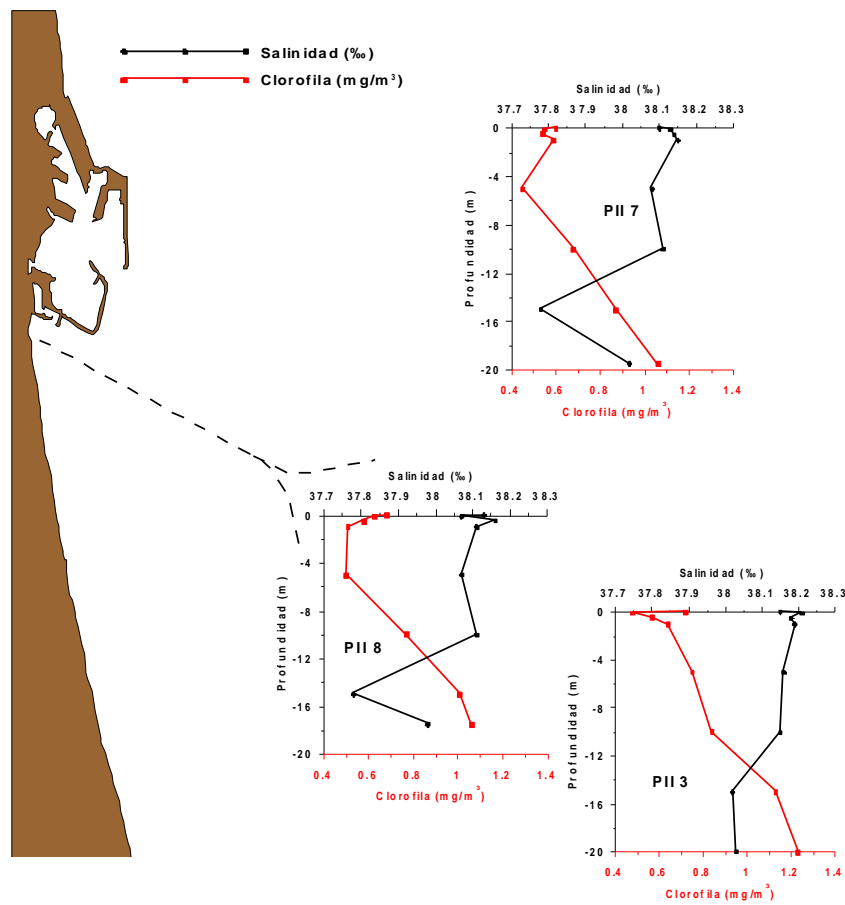 Salinidad (‰)
Clorofila (mg/m³)
Salinidad (‰)
37.7 37.8 37.9 38 38.1 38.2 38.3
0
-4
-8
-12
-16
-20
Profundidad (m)
PII 7
0.4 0.6 0.8 1 1.2 1.4
Clorofila (mg/m³)
Salinidad (‰)
37.7 37.8 37.9 38 38.1 38.2 38.3
0
-4
-8
-12
-16
-20
Profundidad (m)
PII 8
0.4 0.6 0.8 1 1.2 1.4
Clorofila (mg/m³)
Salinidad (‰)
37.7 37.8 37.9 38 38.1 38.2 38.3
0
-4
-8
-12
-16
-20
Profundidad (m)
PII 3
0.4 0.6 0.8 1 1.2 1.4
Clorofila (mg/m³)